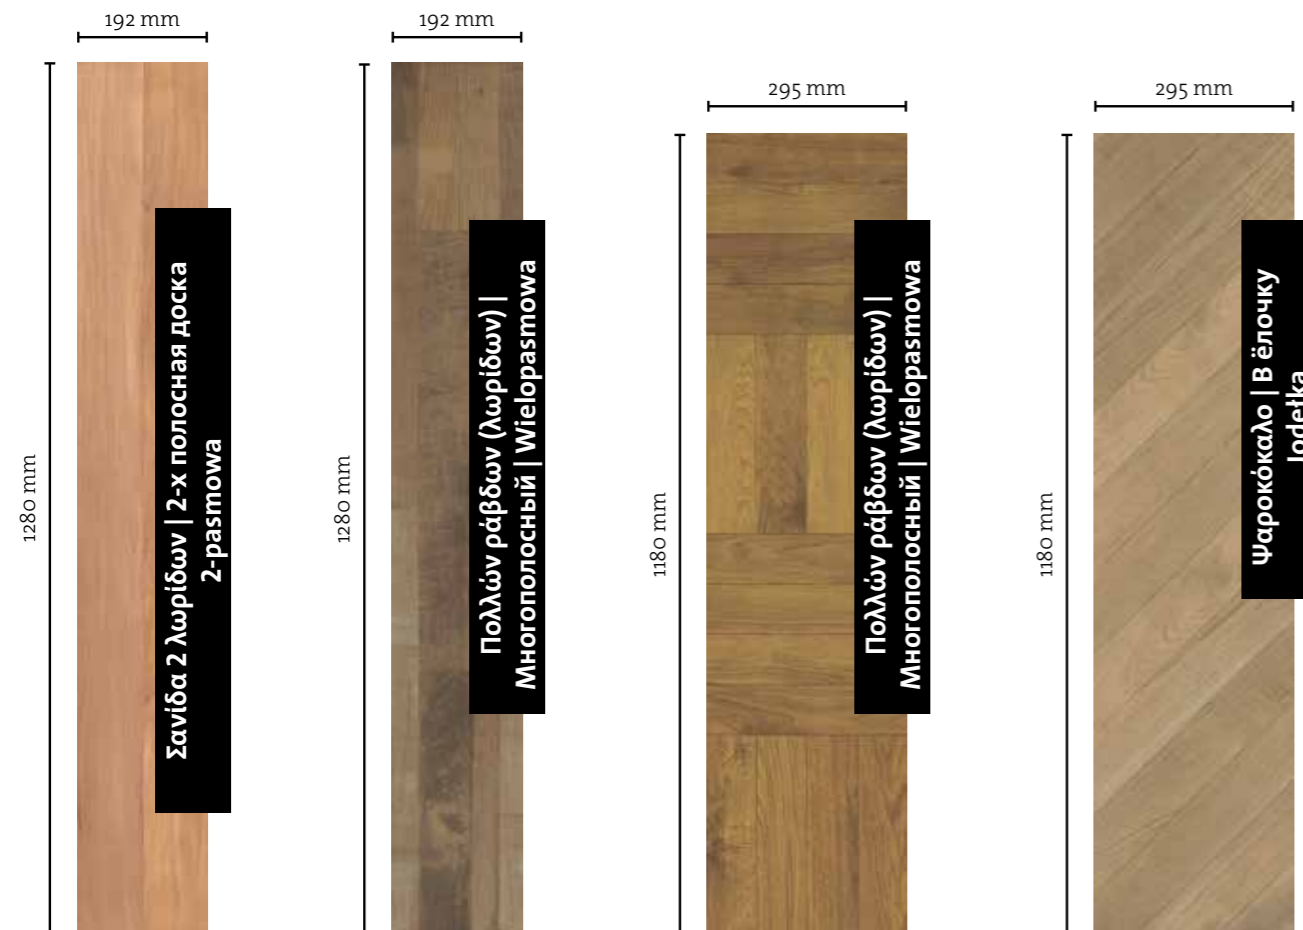 192 mm
1280 mm
Σανίδα 2 λωρίδων | 2-х полосная доска
2-pasmowa
192 mm
1280 mm
Πολλών ράβδων (λωρίδων) |
Многополосный | Wielopasmowa
295 mm
1180 mm
Πολλών ράβδων (λωρίδων) |
Многополосный | Wielopasmowa
295 mm
1180 mm
Ψαροκόκαλο | В ёлочку
Jodełka